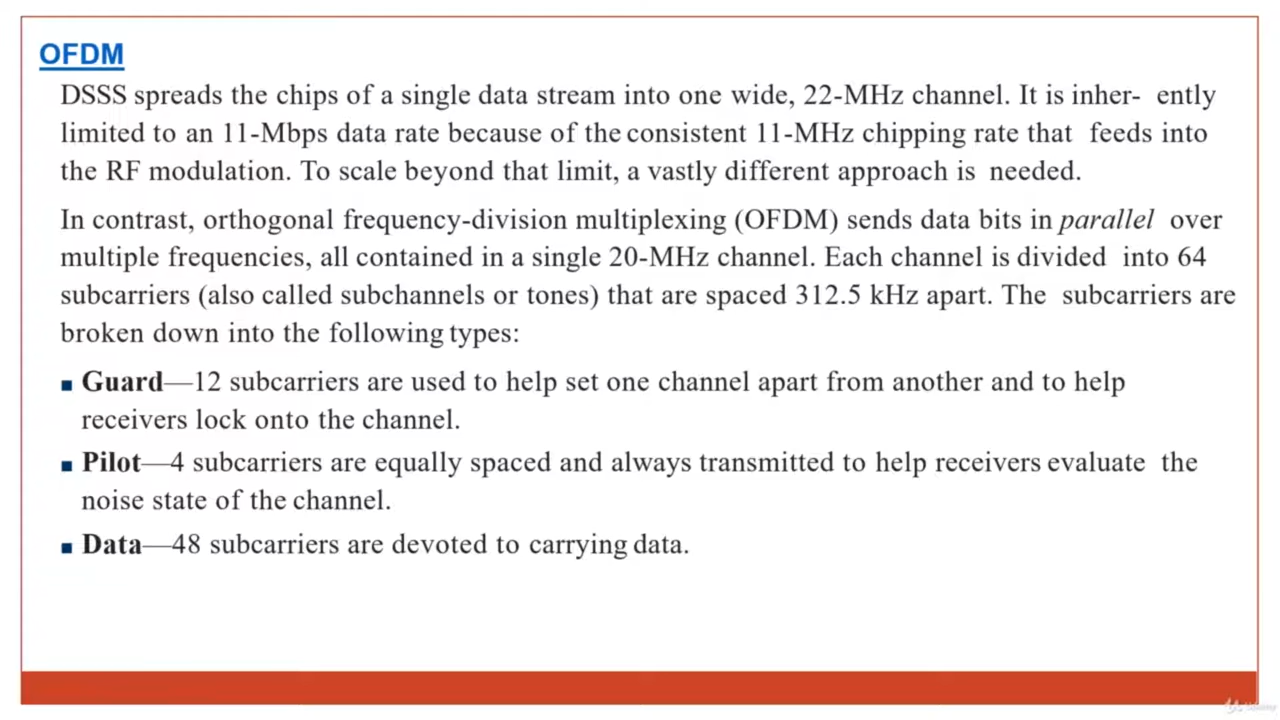 OFDM
DSSS spreads the chips of a single data stream into one wide, 22-MHz channel. It is inher- ently
limited to an 11-Mbps data rate because of the consistent 11-MHz chipping rate that feeds into
the RF modulation. To scale beyond that limit, a vastly different approach is needed.
In contrast, orthogonal frequency-division multiplexing (OFDM) sends data bits in parallel over
multiple frequencies, all contained in a single 20-MHz channel. Each channel is divided into 64
subcarriers (also called subchannels or tones) that are spaced 312.5 kHz apart. The subcarriers are
broken down into the following types:
■ Guard—12 subcarriers are used to help set one channel apart from another and to help
receivers lock onto the channel.
■ Pilot—4 subcarriers are equally spaced and always transmitted to help receivers evaluate the
noise state of the channel.
■ Data—48 subcarriers are devoted to carrying data.
Udemy